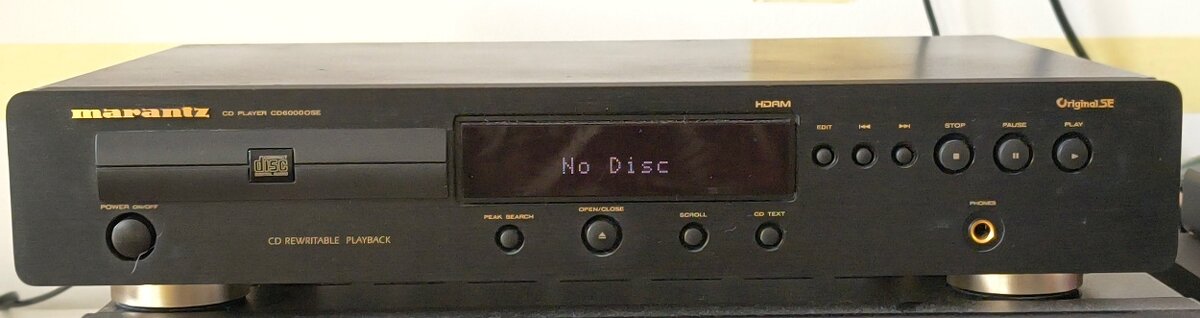 marantz CD PLAYER CD6000OSE
HDAM
Original SE
disc
No Disc
EDIT
STOP
PAUSE
PLAY
POWER ON/OFF
CD REWRITABLE PLAYBACK
PEAK SEARCH
OPEN/CLOSE
SCROLL
CD TEXT
PHONES